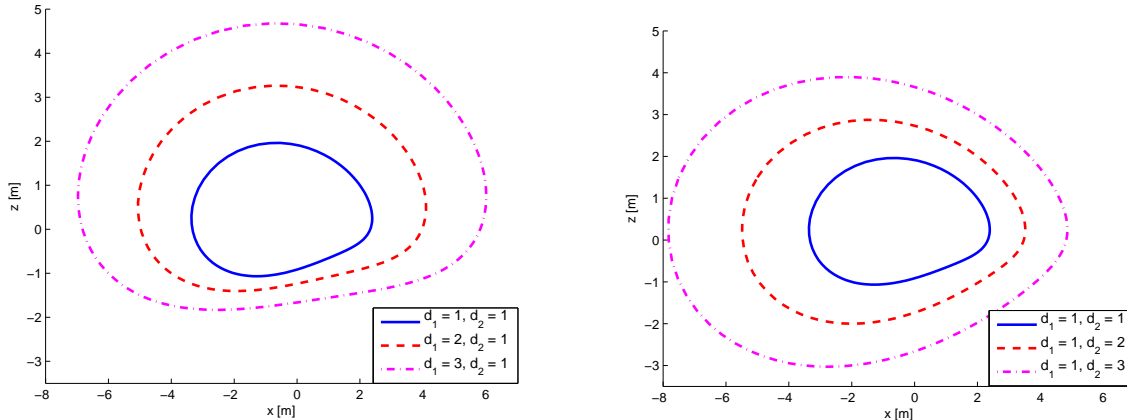 5
4
3
2
1
0
−1
−2
−3
z [m]
−8 −6 −4 −2 0 2 4 6
x [m]
d1 = 1, d2 = 1
d1 = 2, d2 = 1
d1 = 3, d2 = 1
5
4
3
2
1
0
−1
−2
−3
z [m]
−8 −6 −4 −2 0 2 4 6
x [m]
d1 = 1, d2 = 1
d1 = 1, d2 = 2
d1 = 1, d2 = 3